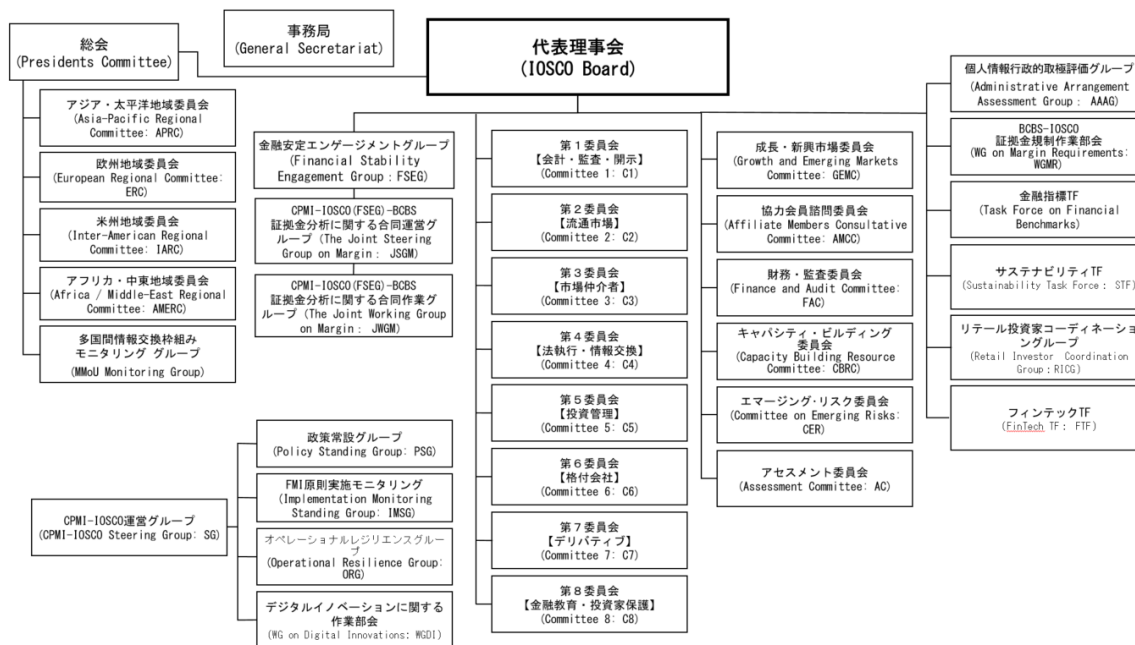 総会
(Presidents Committee)
事務局
(General Secretariat)
代表理事会
(IOSCO Board)
アジア・太平洋地域委員会
(Asia-Pacific Regional
Committee: APRC)
欧州地域委員会
(European Regional Committee:
ERC)
米州地域委員会
(Inter-American Regional
Committee: IARC)
アフリカ・中東地域委員会
(Africa / Middle-East Regional
Committee: AMERC)
多国間情報交換枠組み
モニタリング グループ
(MMoU Monitoring Group)
金融安定エンゲージメントグループ
(Financial Stability
Engagement Group：FSEG)
CPMI-IOSCO(FSEG)-BCBS
証拠金分析に関する合同運営グ
ループ (The Joint Steering
Group on Margin： JSGM)
CPMI-IOSCO(FSEG)-BCBS
証拠金分析に関する合同作業グ
ループ (The Joint Working Group
on Margin： JWGM)
第１委員会
【会計・監査・開示】
(Committee 1: C1)
第２委員会
【流通市場】
(Committee 2: C2)
第３委員会
【市場仲介者】
(Committee 3: C3)
第４委員会
【法執行・情報交換】
(Committee 4: C4)
第５委員会
【投資管理】
(Committee 5: C5)
第６委員会
【格付会社】
(Committee 6: C6)
第７委員会
【デリバティブ】
(Committee 7: C7)
第８委員会
【金融教育・投資家保護】
(Committee 8: C8)
成長・新興市場委員会
(Growth and Emerging Markets
Committee: GEMC)
協力会員諮問委員会
(Affiliate Members Consultative
Committee: AMCC)
財務・監査委員会
(Finance and Audit Committee:
FAC)
キャパシティ・ビルディング
委員会
(Capacity Building Resource
Committee: CBRC)
エマージング・リスク委員会
(Committee on Emerging Risks:
CER)
アセスメント委員会
(Assessment Committee: AC)
個人情報行政的取極評価グループ
(Administrative Arrangement
Assessment Group： AAAG)
BCBS-IOSCO
証拠金規制作業部会
(WG on Margin Requirements:
WGMR)
金融指標TF
(Task Force on Financial
Benchmarks)
サステナビリティTF
(Sustainability Task Force： STF)
リテール投資家コーディネーショ
ングループ
(Retail Investor Coordination
Group：RICG)
フィンテックTF
(FinTech TF： FTF)
CPMI-IOSCO運営グループ
(CPMI-IOSCO Steering Group: SG)
政策常設グループ
(Policy Standing Group: PSG)
FMI原則実施モニタリング
(Implementation Monitoring
Standing Group: IMSG)
オペレーショナルレジリエンスグルー
プ
(Operational Resilience Group:
ORG)
デジタルイノベーションに関する
作業部会
(WG on Digital Innovations: WGDI)